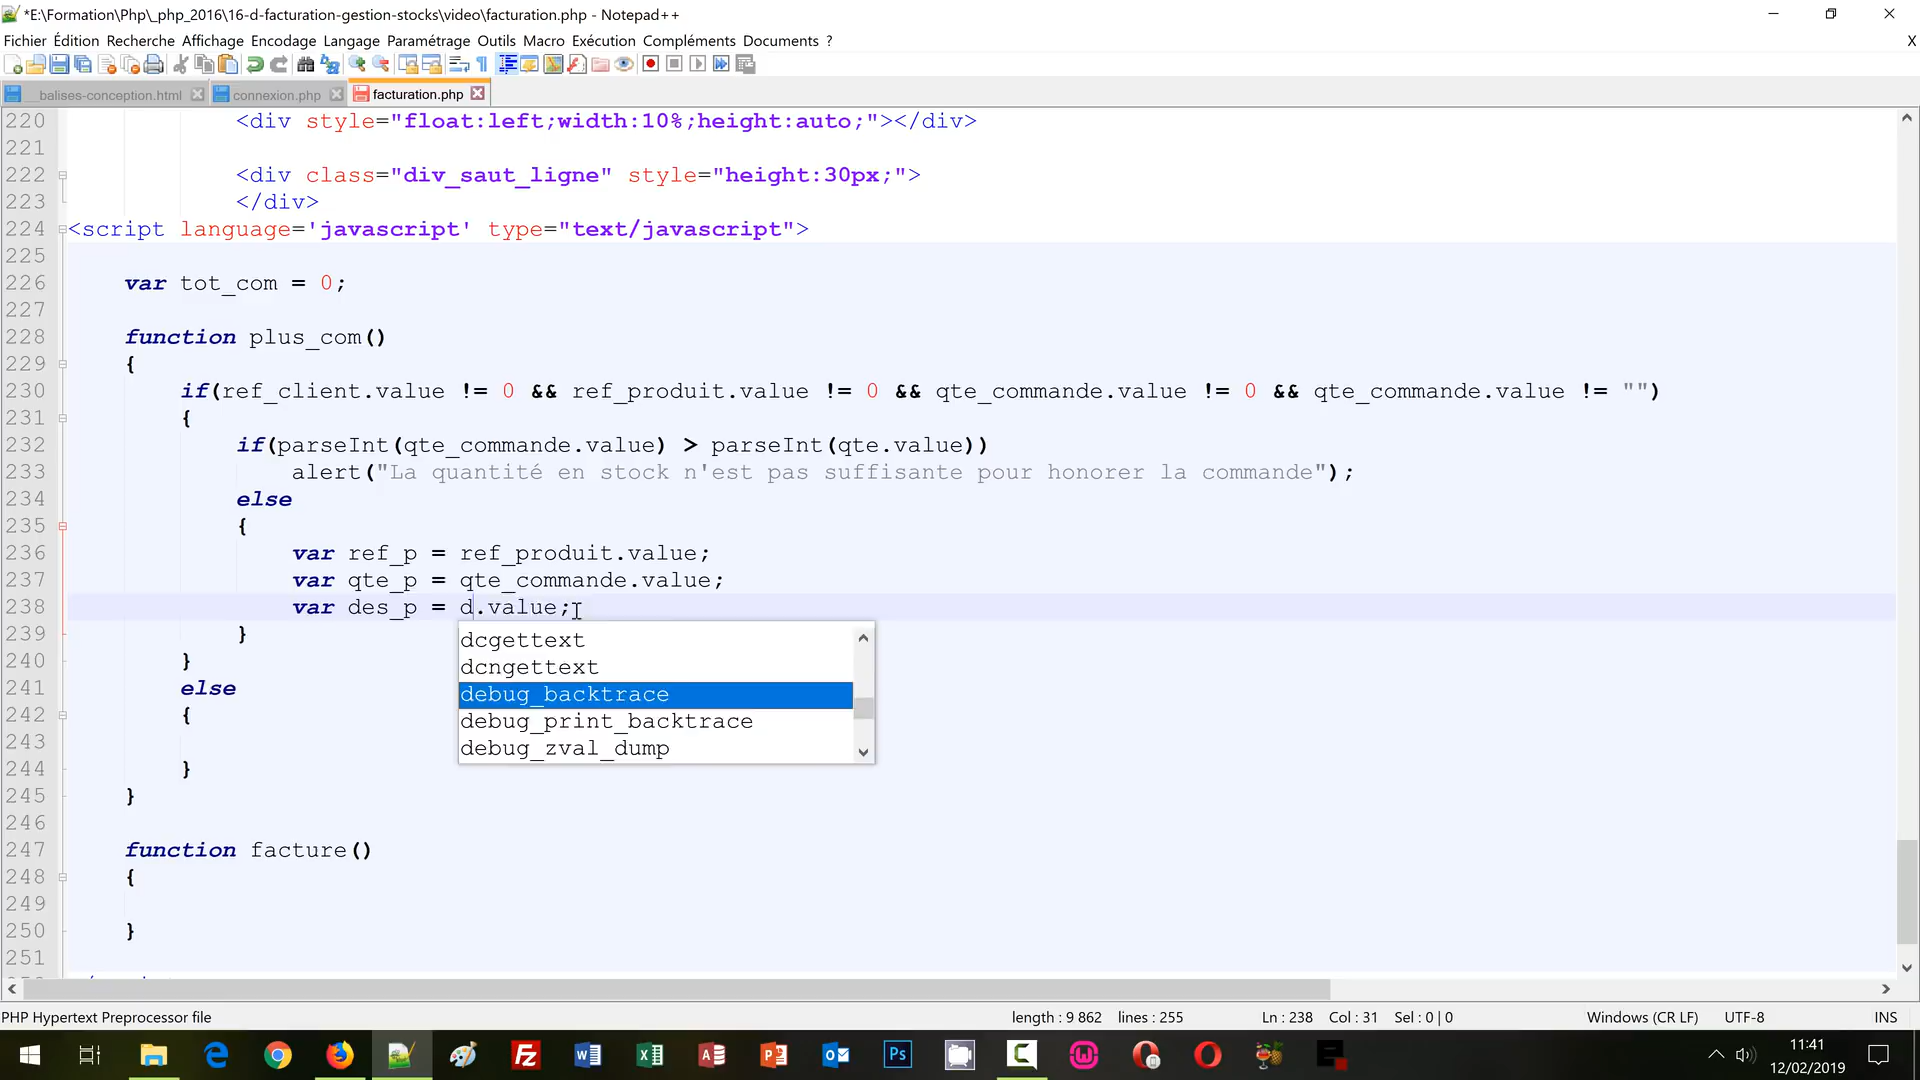 *E:\Formation\Php\_php_2016\16-d-facturation-gestion-stocks\video\facturation.php - Notepad++
Fichier Édition Recherche Affichage Encodage Langage Paramétrage Outils Macro Exécution Compléments Documents ? X
__balises-conception.html connexion.php facturation.php
220 <div style="float:left;width:10%;height:auto;"></div>
221
222 <div class="div_saut_ligne" style="height:30px;">
223 </div>
224 <script language='javascript' type="text/javascript">
225
226 var tot_com = 0;
227
228 function plus_com()
229 {
230 if(ref_client.value != 0 && ref_produit.value != 0 && qte_commande.value != 0 && qte_commande.value != "")
231 {
232 if(parseInt(qte_commande.value) > parseInt(qte.value))
233 alert("La quantité en stock n'est pas suffisante pour honorer la commande");
234 else
235 {
236 var ref_p = ref_produit.value;
237 var qte_p = qte_commande.value;
238 var des_p = d.value;
239 }
dcgettext
240 }
dcngettext
241 else
debug_backtrace
242 {
debug_print_backtrace
243
debug_zval_dump
244 }
245 }
246
247 function facture()
248 {
249
250 }
251
PHP Hypertext Preprocessor file length : 9 862 lines : 255 Ln : 238 Col : 31 Sel : 0 | 0 Windows (CR LF) UTF-8 INS
11:41
12/02/2019